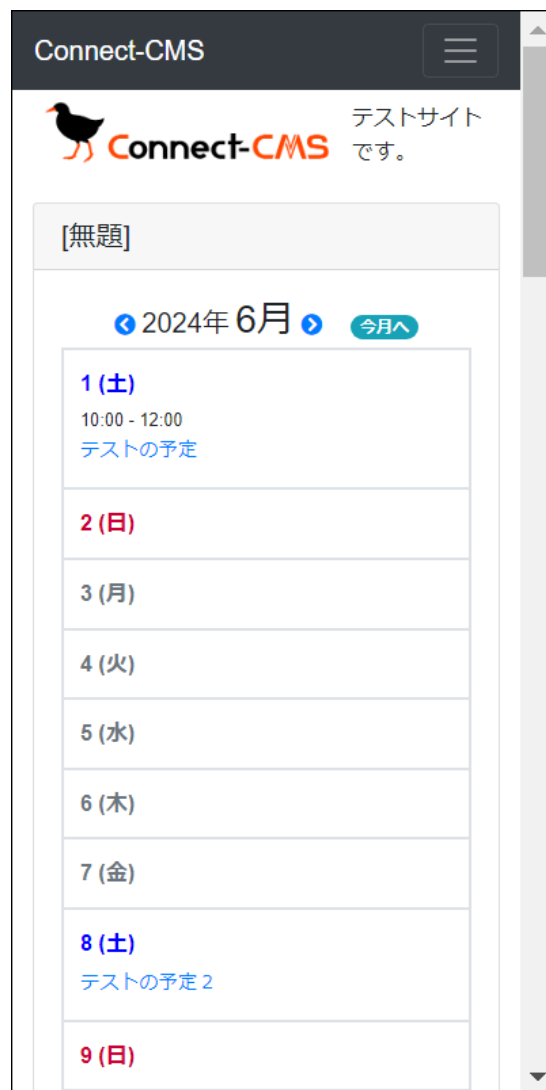 Connect-CMS
Connect-CMS
テストサイト
です。
[無題]
2024年 6月 今月へ
1 (土)
10:00 - 12:00
テストの予定
2 (日)
3 (月)
4 (火)
5 (水)
6 (木)
7 (金)
8 (土)
テストの予定２
9 (日)